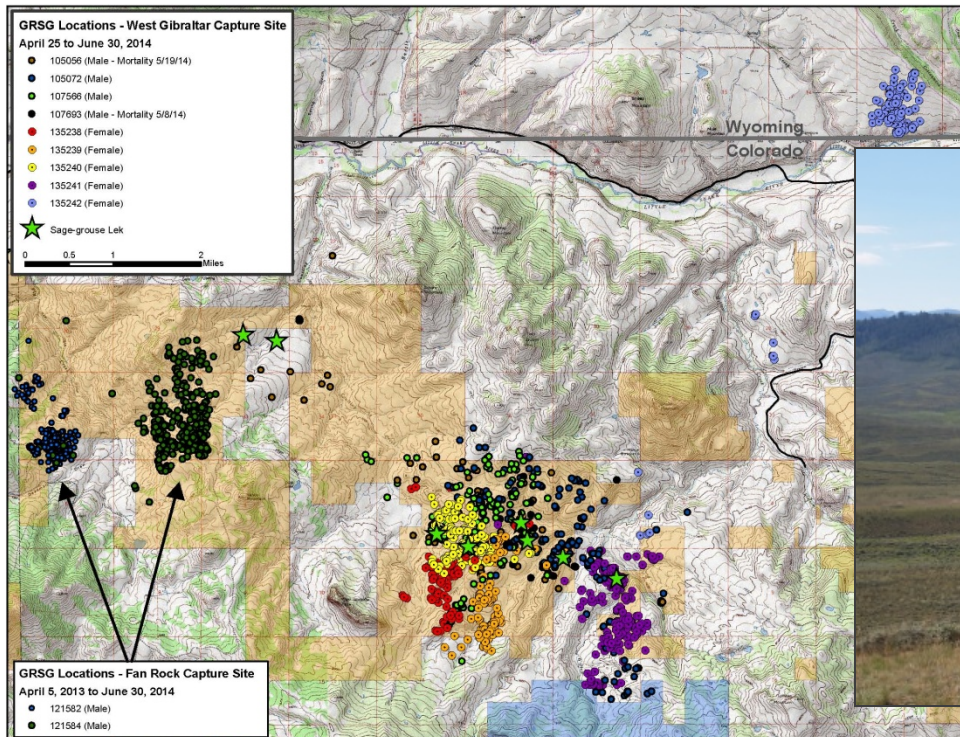 GRSG Locations - West Gibraltar Capture Site
April 25 to June 30, 2014
105056 (Male - Mortality 5/19/14)
105072 (Male)
107566 (Male)
107693 (Male - Mortality 5/8/14)
135238 (Female)
135239 (Female)
135240 (Female)
135241 (Female)
135242 (Female)
Sage-grouse Lek
0 0.5 1 2
Miles
Wyoming
Colorado
GRSG Locations - Fan Rock Capture Site
April 5, 2013 to June 30, 2014
121582 (Male)
121584 (Male)